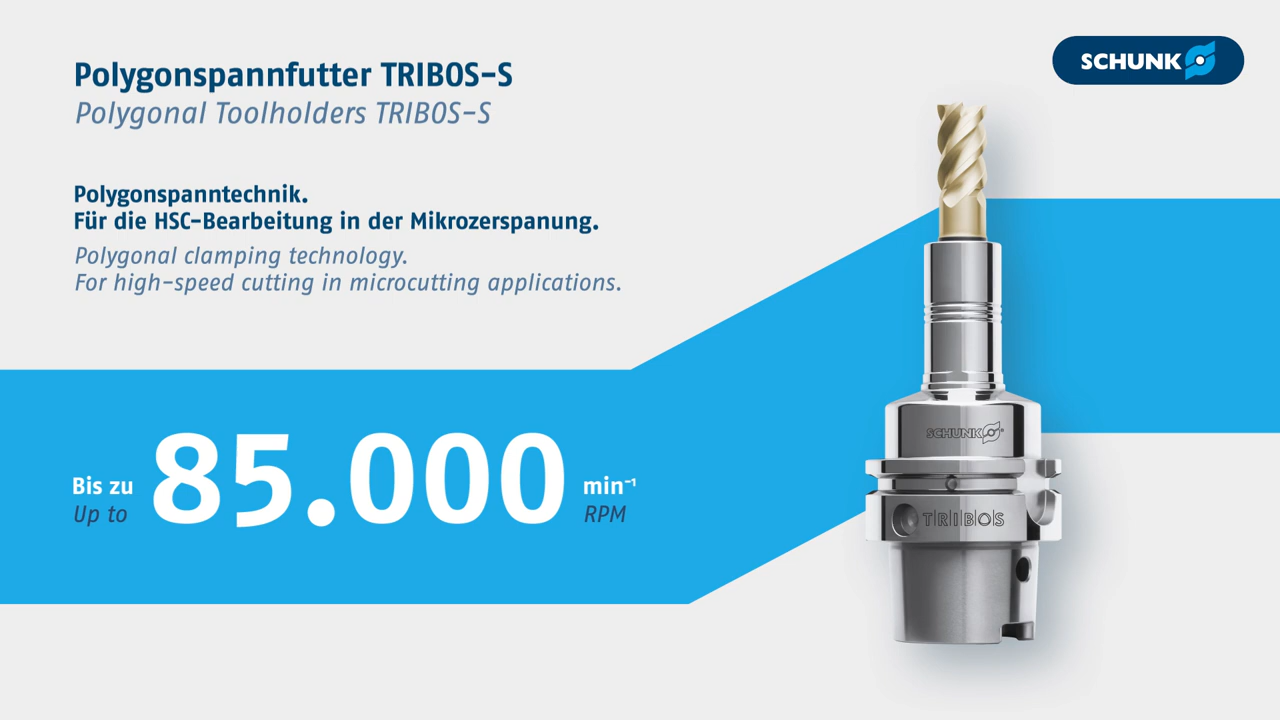 Polygonspannfutter TRIBOS-S
Polygonal Toolholders TRIBOS-S
SCHUNK
Polygonspanntechnik.
Für die HSC-Bearbeitung in der Mikrozerspanung.
Polygonal clamping technology.
For high-speed cutting in microcutting applications.
Bis zu 85.000 min⁻¹
Up to RPM
SCHUNK
TRIBOS